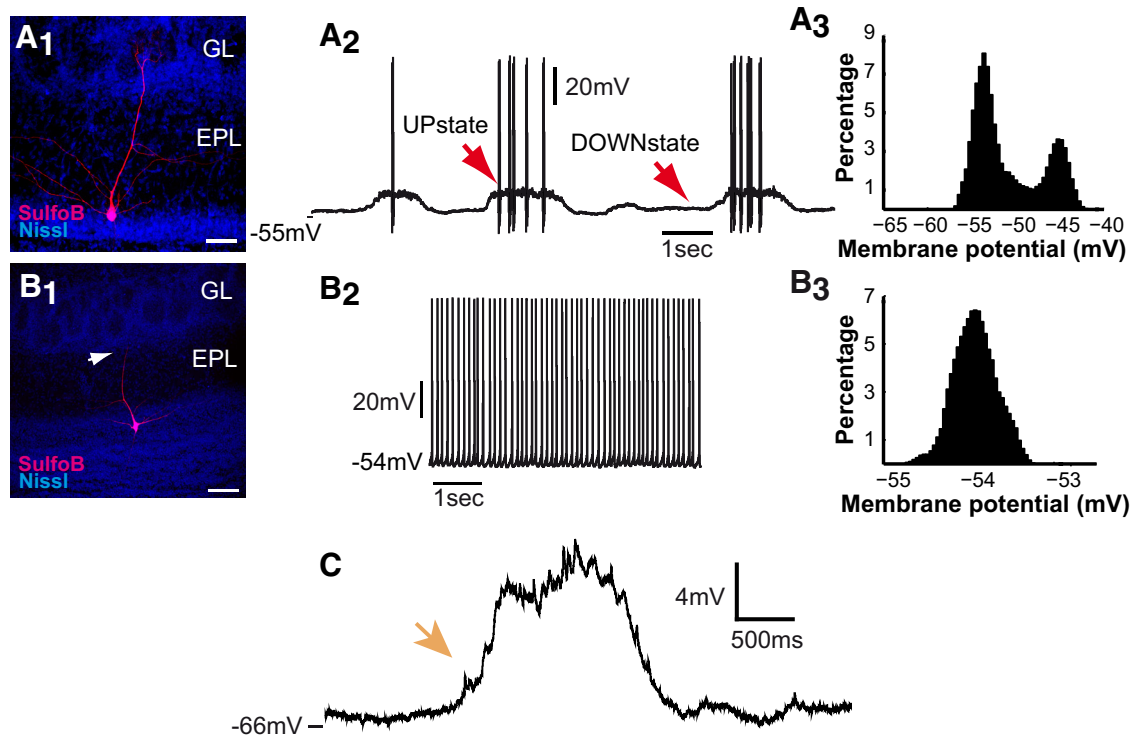 A1
GL
EPL
SulfoB
Nissl
A2
20mV
UPstate
DOWNstate
-55mV
1sec
A3
Percentage
9
7
5
3
1
−65 −60 −55 −50 −45 −40
Membrane potential (mV)
B1
GL
EPL
SulfoB
Nissl
B2
20mV
-54mV
1sec
B3
Percentage
7
5
3
1
−55 −54 −53
Membrane potential (mV)
C
4mV
500ms
-66mV